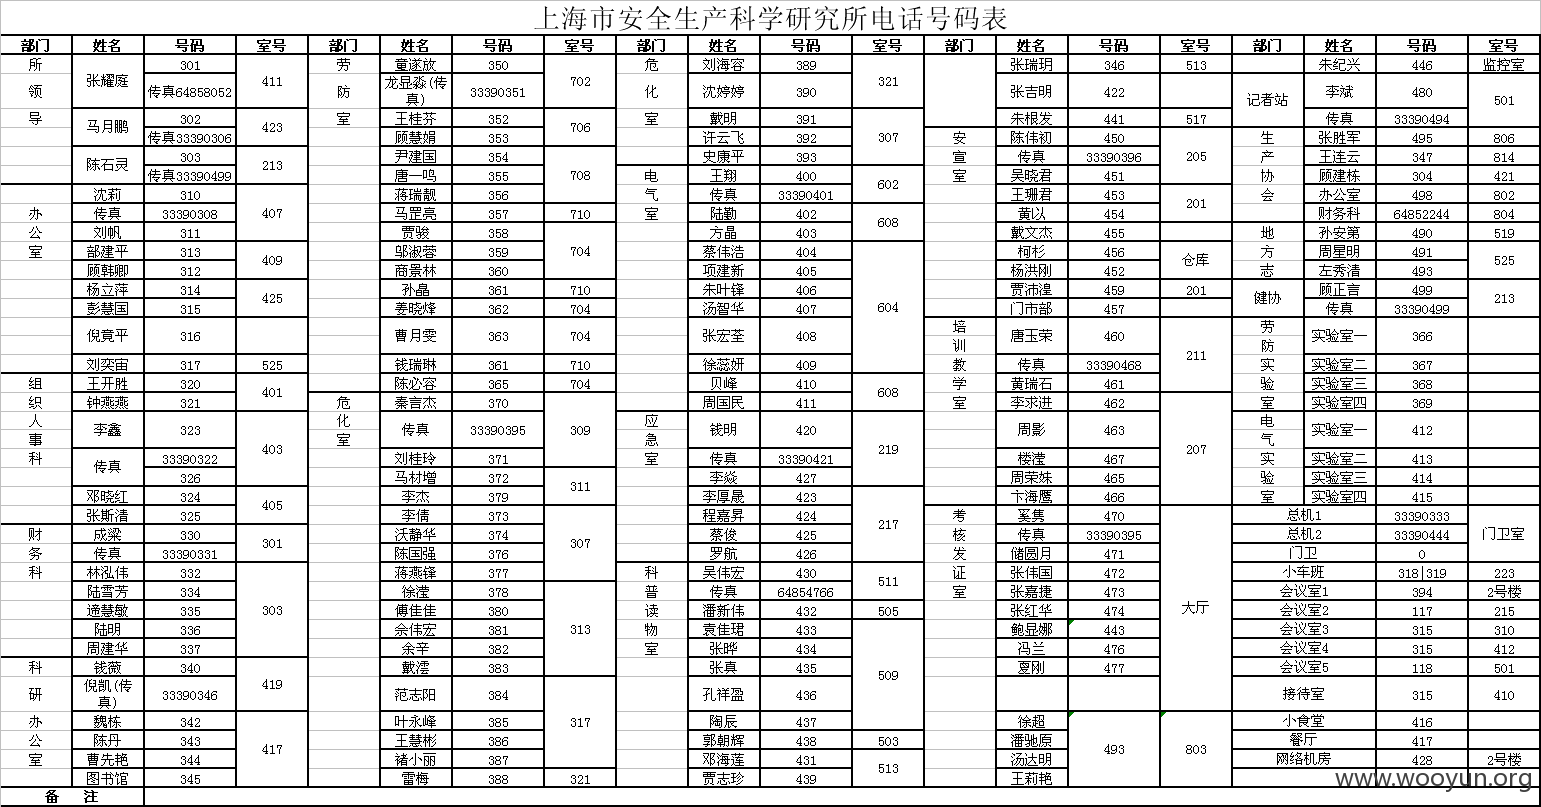 上海市安全生产科学研究所电话号码表
部门 姓名 号码 室号 部门 姓名 号码 室号 部门 姓名 号码 室号 部门 姓名 号码 室号 部门 姓名 号码 室号
所 张耀庭 301 411 劳 童遂放 350 702 危 刘海容 389 321 张瑞玥 346 513 朱纪兴 446 监控室
领 传真64858052 防 龙显淼(传真) 33390351 化 沈婷婷 390 张吉明 422 记者站 李斌 480 501
导 马月鹏 302 423 室 王桂芬 352 706 室 戴明 391 307 朱根发 441 517 传真 33390494
传真33390306 顾慧娟 353 许云飞 392 安 陈伟初 450 205 生 张胜军 495 806
陈石灵 303 213 尹建国 354 708 史康平 393 宣 传真 33390396 产 王连云 347 814
传真33390499 唐一鸣 355 电 王翔 400 602 室 吴晓君 451 协 顾建栋 304 421
沈莉 310 407 蒋瑞靓 356 气 传真 33390401 王珊君 453 201 会 办公室 498 802
办 传真 33390308 马罡亮 357 710 室 陆勤 402 608 黄以 454 财务科 64852244 804
公 刘帆 311 贾骏 358 704 方晶 403 戴文杰 455 地 孙安第 490 519
室 部建平 313 409 邬淑蓉 359 蔡伟浩 404 604 柯杉 456 仓库 方 周星明 491 525
顾韩卿 312 商景林 360 项建新 405 杨洪刚 452 志 左秀清 493
杨立萍 314 425 孙晶 361 710 朱叶锋 406 贾沛湟 459 201 健协 顾正言 499 213
彭慧国 315 姜晓烽 362 704 汤智华 407 门市部 457 传真 33390499
倪竟平 316 曹月雯 363 704 张宏荃 408 培训 唐玉荣 460 211 劳防 实验室一 366
刘奕宙 317 525 钱瑞琳 361 710 徐蕊妍 409 教 传真 33390468 实 实验室二 367
组 王开胜 320 401 陈必容 365 704 贝峰 410 608 学 黄瑞石 461 验 实验室三 368
织 钟燕燕 321 危 秦言杰 370 309 周国民 411 室 李求进 462 207 室 实验室四 369
人事 李鑫 323 403 化室 传真 33390395 应急 钱明 420 219 周影 463 电气 实验室一 412
科 传真 33390322 刘桂玲 371 室 传真 33390421 楼滢 467 实 实验室二 413
326 马材增 372 311 李焱 427 周荣妹 465 验 实验室三 414
邓晓红 324 405 李杰 379 李厚晟 423 217 卞海鹰 466 室 实验室四 415
张斯清 325 李倩 373 307 程嘉昇 424 考 奚隽 470 大厅 总机1 33390333 门卫室
财 成梁 330 301 沃静华 374 蔡俊 425 核 传真 33390395 总机2 33390444
务 传真 33390331 陈国强 376 罗航 426 发 储圆月 471 门卫 0
科 林泓伟 332 303 蒋燕锋 377 313 科 吴伟宏 430 511 证 张伟国 472 小车班 318|319 223
陆雪芳 334 徐滢 378 普 传真 64854766 室 张嘉捷 473 会议室1 394 2号楼
慧敏 335 傅佳佳 380 读 潘新伟 432 505 张红华 474 会议室2 117 215
陆明 336 佘伟宏 381 物 袁佳珺 433 509 鲍显娜 443 会议室3 315 310
周建华 337 余辛 382 室 张晔 434 冯兰 476 会议室4 315 412
科 钱薇 340 419 戴澐 383 张真 435 夏刚 477 会议室5 118 501
研 倪凯(传真) 33390346 范志阳 384 317 孔祥盈 436 接待室 315 410
办 魏栋 342 417 叶永峰 385 陶辰 437 徐超 493 803 小食堂 416
公 陈丹 343 王慧彬 386 郭朝辉 438 503 潘驰原 餐厅 417
室 曹先艳 344 褚小丽 387 邓海莲 431 513 汤达明 网络机房 428 2号楼
图书馆 345 雷梅 388 321 贾志珍 439 王莉艳
备 注
www.wooyun.org